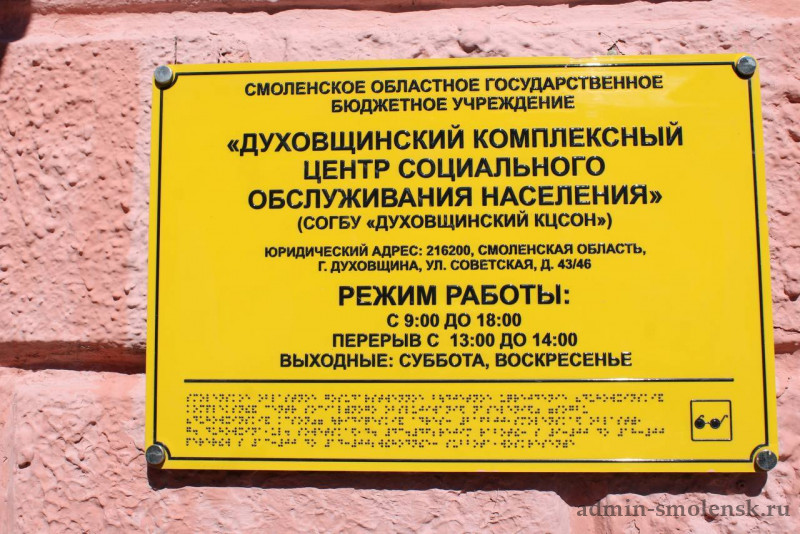 СМОЛЕНСКОЕ ОБЛАСТНОЕ ГОСУДАРСТВЕННОЕ
БЮДЖЕТНОЕ УЧРЕЖДЕНИЕ
«ДУХОВЩИНСКИЙ КОМПЛЕКСНЫЙ
ЦЕНТР СОЦИАЛЬНОГО
ОБСЛУЖИВАНИЯ НАСЕЛЕНИЯ»
(СОГБУ «ДУХОВЩИНСКИЙ КЦСОН»)
ЮРИДИЧЕСКИЙ АДРЕС: 216200, СМОЛЕНСКАЯ ОБЛАСТЬ,
Г. ДУХОВЩИНА, УЛ. СОВЕТСКАЯ, Д. 43/46
РЕЖИМ РАБОТЫ:
С 9:00 ДО 18:00
ПЕРЕРЫВ С 13:00 ДО 14:00
ВЫХОДНЫЕ: СУББОТА, ВОСКРЕСЕНЬЕ
admin-smolensk.ru